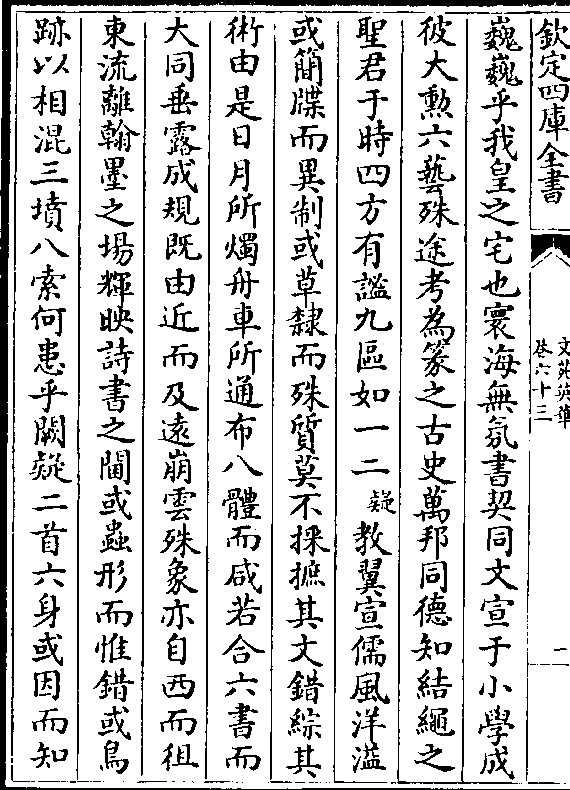 欽定四庫全書
文苑英華
卷六十三
一
巍巍乎我皇之宅也寰海無氛書契同文宣于小學成
彼大勲六藝殊途考為篆之古史萬邦同德知結繩之
聖君于時四方有謐九區如一二疑教翼宣儒風洋溢
或簡牒而異制或草隸而殊質莫不採摭其文錯綜其
術由是日月所燭舟車所通布八體而咸若合六書而
大同垂露成規既由近而及遠崩雲殊象亦自西而徂
東流離翰墨之場輝映詩書之閫或蟲形而惟錯或鳥
跡以相混三墳八索何患乎闕疑二首六身或因而知